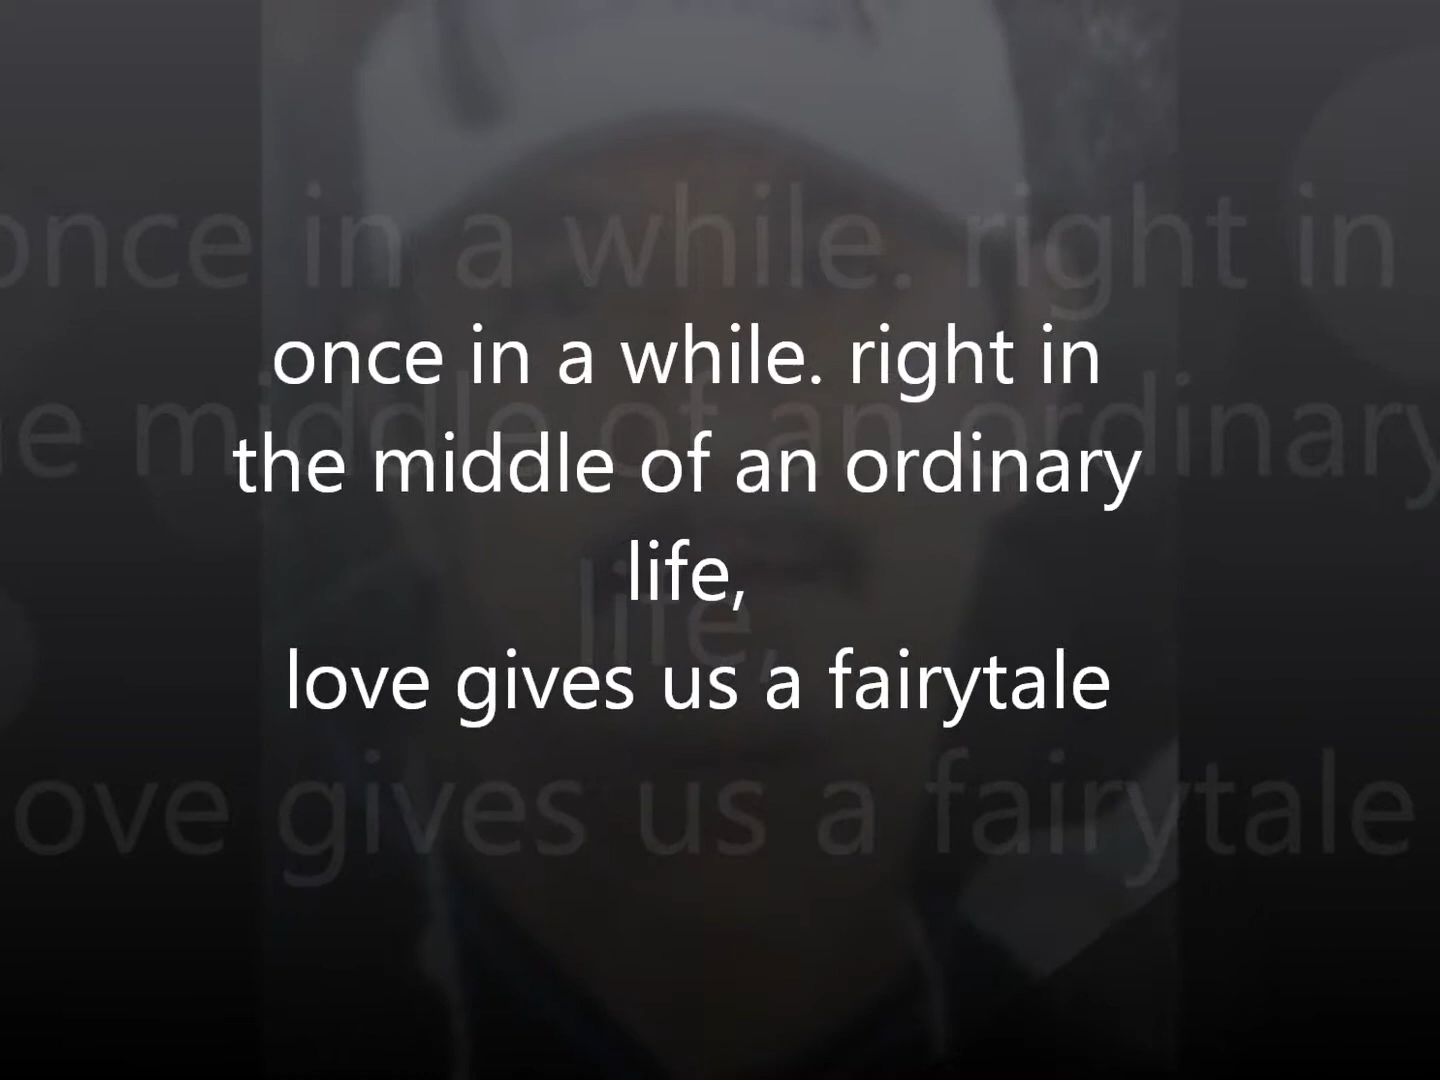 once in a while. right in
the middle of an ordinary
life,
love gives us a fairytale